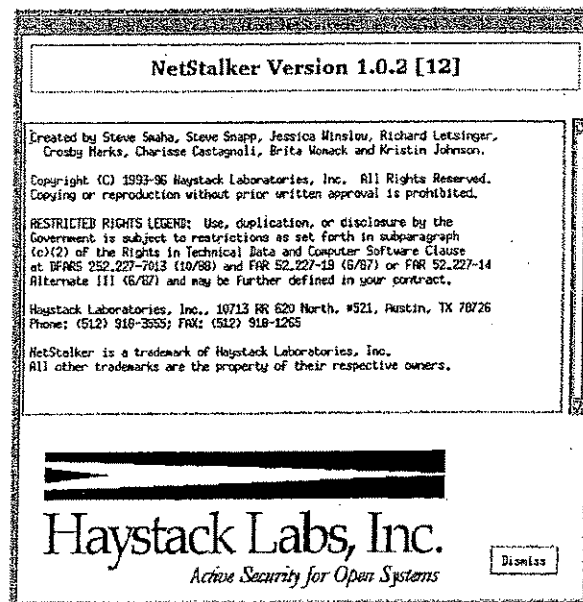 NetStalker Version 1.0.2 [12]
Created by Steve Smaha, Steve Snapp, Jessica Winslow, Richard Letsinger,
Crosby Marks, Charisse Castagnoli, Brita Womack and Kristin Johnson.
Copyright (C) 1993-96 Haystack Laboratories, Inc. All Rights Reserved.
Copying or reproduction without prior written approval is prohibited.
RESTRICTED RIGHTS LEGEND: Use, duplication, or disclosure by the
Government is subject to restrictions as set forth in subparagraph
(c)(2) of the Rights in Technical Data and Computer Software Clause
at DFARS 252.227-7013 (10/88) and FAR 52.227-19 (6/87) or FAR 52.227-14
Alternate III (6/87) and may be further defined in your contract.
Haystack Laboratories, Inc., 10713 RR 620 North, #521, Austin, TX 78726
Phone: (512) 918-3555; FAX: (512) 918-1265
NetStalker is a trademark of Haystack Laboratories, Inc.
All other trademarks are the property of their respective owners.
Haystack Labs, Inc.
Active Security for Open Systems
Dismiss